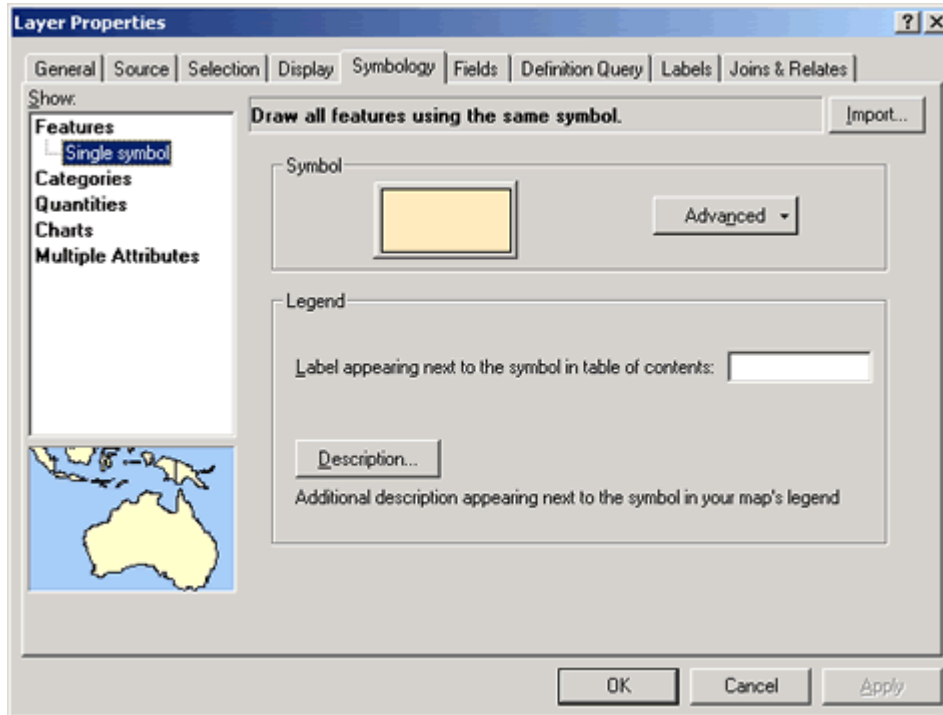 Layer Properties
General Source Selection Display Symbology Fields Definition Query Labels Joins & Relates
Show:
Features
Single symbol
Categories
Quantities
Charts
Multiple Attributes
Draw all features using the same symbol.
Import...
Symbol
Advanced
Legend
Label appearing next to the symbol in table of contents:
Description...
Additional description appearing next to the symbol in your map's legend
OK Cancel Apply